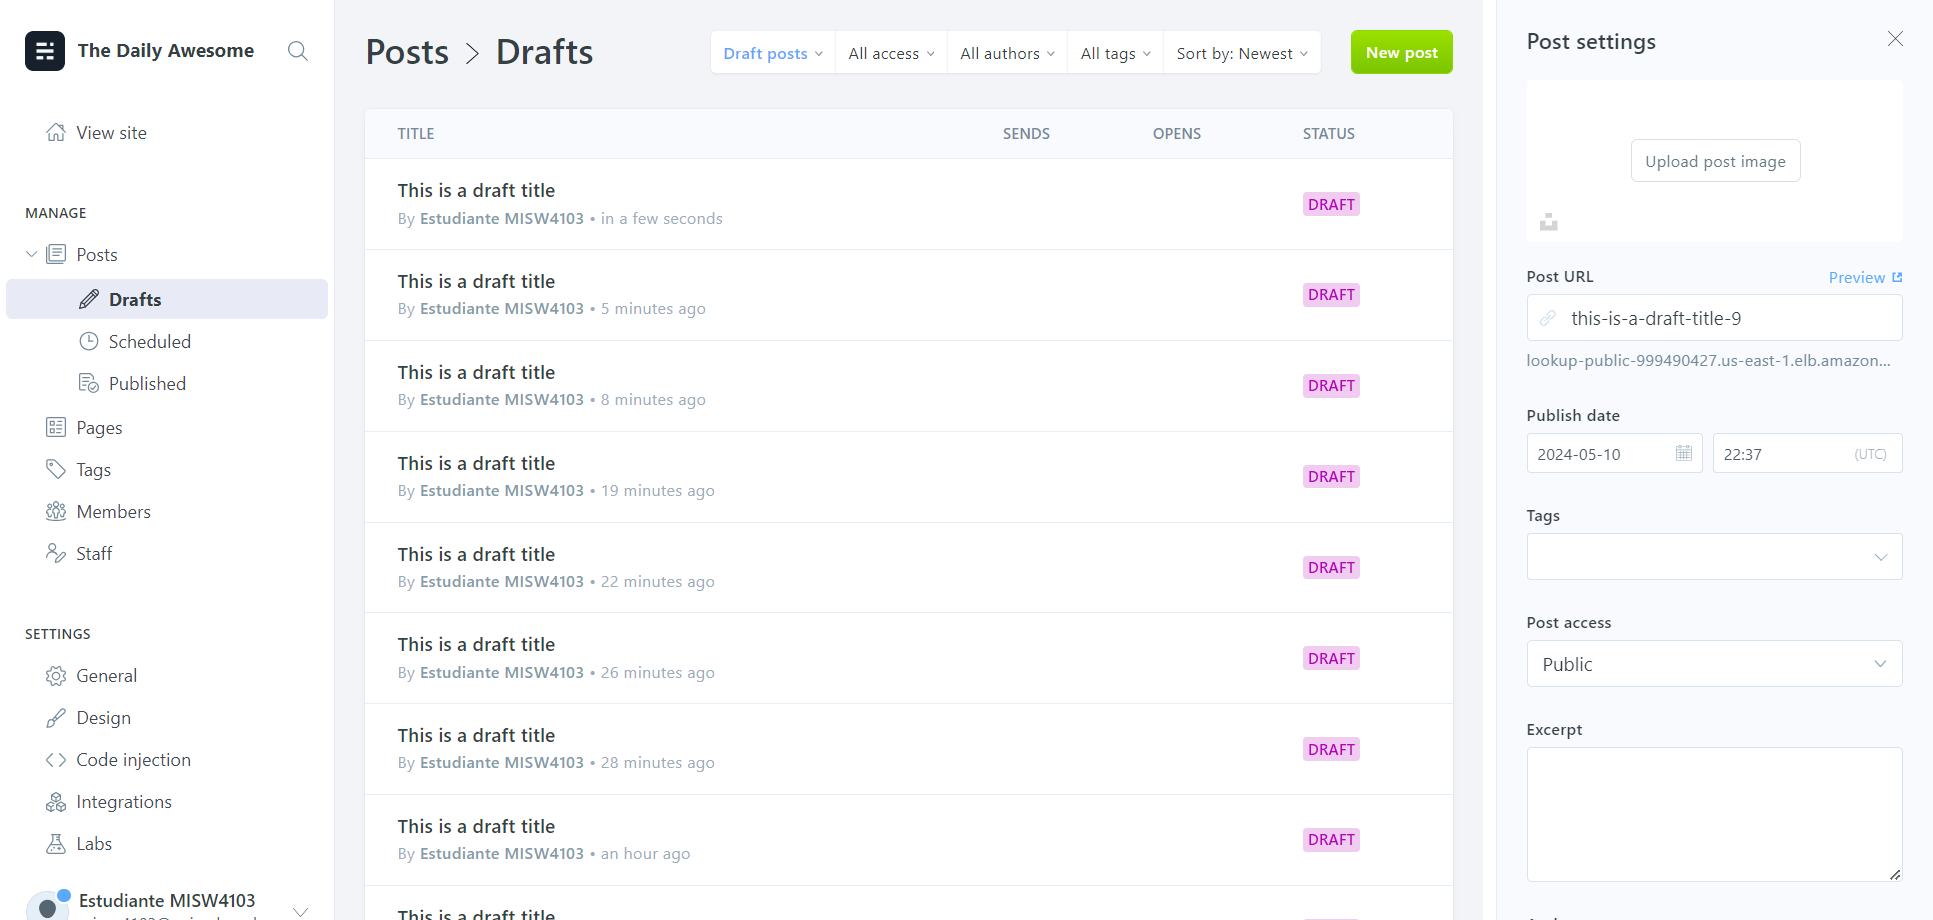 The Daily Awesome
View site
MANAGE
Posts
Drafts
Scheduled
Published
Pages
Tags
Members
Staff
SETTINGS
General
Design
Code injection
Integrations
Labs
Estudiante MISW4103
Posts > Drafts
Draft posts
All access
All authors
All tags
Sort by: Newest
New post
TITLE SENDS OPENS STATUS
This is a draft title
By Estudiante MISW4103 • in a few seconds
DRAFT
This is a draft title
By Estudiante MISW4103 • 5 minutes ago
DRAFT
This is a draft title
By Estudiante MISW4103 • 8 minutes ago
DRAFT
This is a draft title
By Estudiante MISW4103 • 19 minutes ago
DRAFT
This is a draft title
By Estudiante MISW4103 • 22 minutes ago
DRAFT
This is a draft title
By Estudiante MISW4103 • 26 minutes ago
DRAFT
This is a draft title
By Estudiante MISW4103 • 28 minutes ago
DRAFT
This is a draft title
By Estudiante MISW4103 • an hour ago
DRAFT
This is a draft title
Post settings
Upload post image
Post URL
Preview
this-is-a-draft-title-9
lookup-public-999490427.us-east-1.elb.amazon...
Publish date
2024-05-10
22:37 (UTC)
Tags
Post access
Public
Excerpt